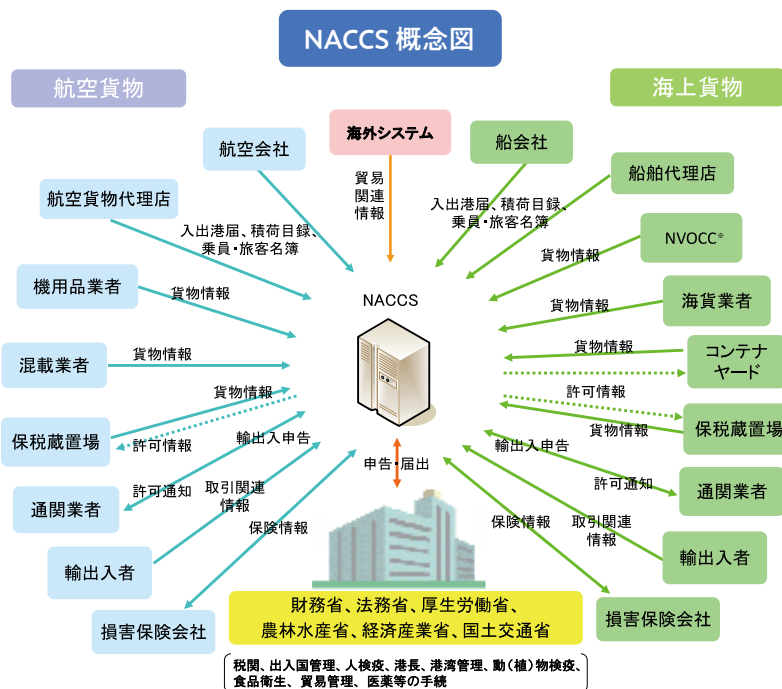 NACCS 概念図
航空貨物
海上貨物
海外システム
航空会社
船会社
航空貨物代理店
船舶代理店
貿易
関連
情報
入出港届、積荷目録、
乗員・旅客名簿
入出港届、積荷目録、
乗員・旅客名簿
NVOCC※
機用品業者
貨物情報
NACCS
貨物情報
海貨業者
貨物情報
混載業者
貨物情報
貨物情報
コンテナ
ヤード
貨物情報
許可情報
保税蔵置場
許可情報
貨物情報
保税蔵置場
輸出入申告
許可通知
通関業者
申告・届出
輸出入申告
許可通知
通関業者
取引関連
情報
輸出入者
保険情報
損害保険会社
保険情報
取引関連
情報
輸出入者
損害保険会社
財務省、法務省、厚生労働省、
農林水産省、経済産業省、国土交通省
税関、出入国管理、人検疫、港長、港湾管理、動(植)物検疫、
食品衛生、貿易管理、医薬等の手続